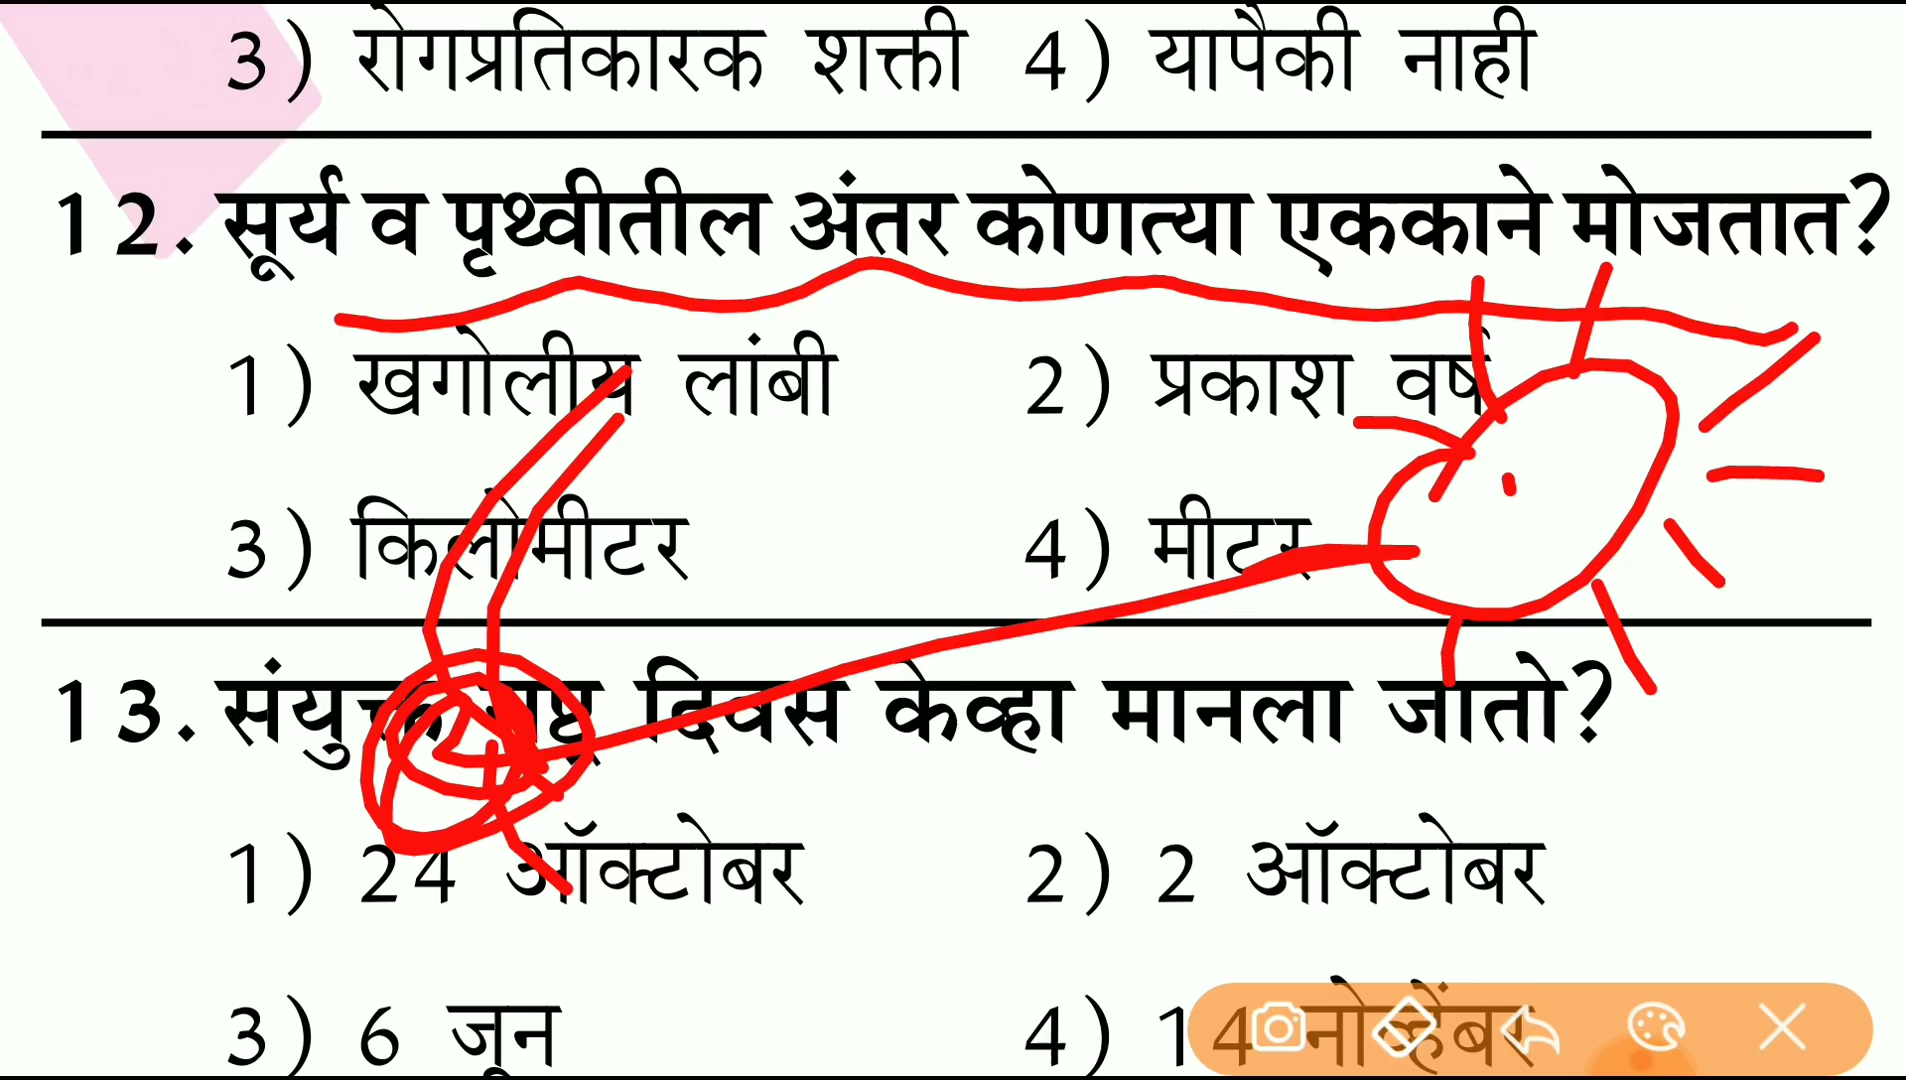 3) रोगप्रतिकारक शक्ती 4) यापैकी नाही
12. सूर्य व पृथ्वीतील अंतर कोणत्या एककाने मोजतात?
1) खगोलीय लांबी 2) प्रकाश वर्ष
3) किलोमीटर 4) मीटर
13. संयुक्त राष्ट्र दिवस केव्हा मानला जातो?
1) 24 ऑक्टोबर 2) 2 ऑक्टोबर
3) 6 जून 4) 14 नोव्हेंबर